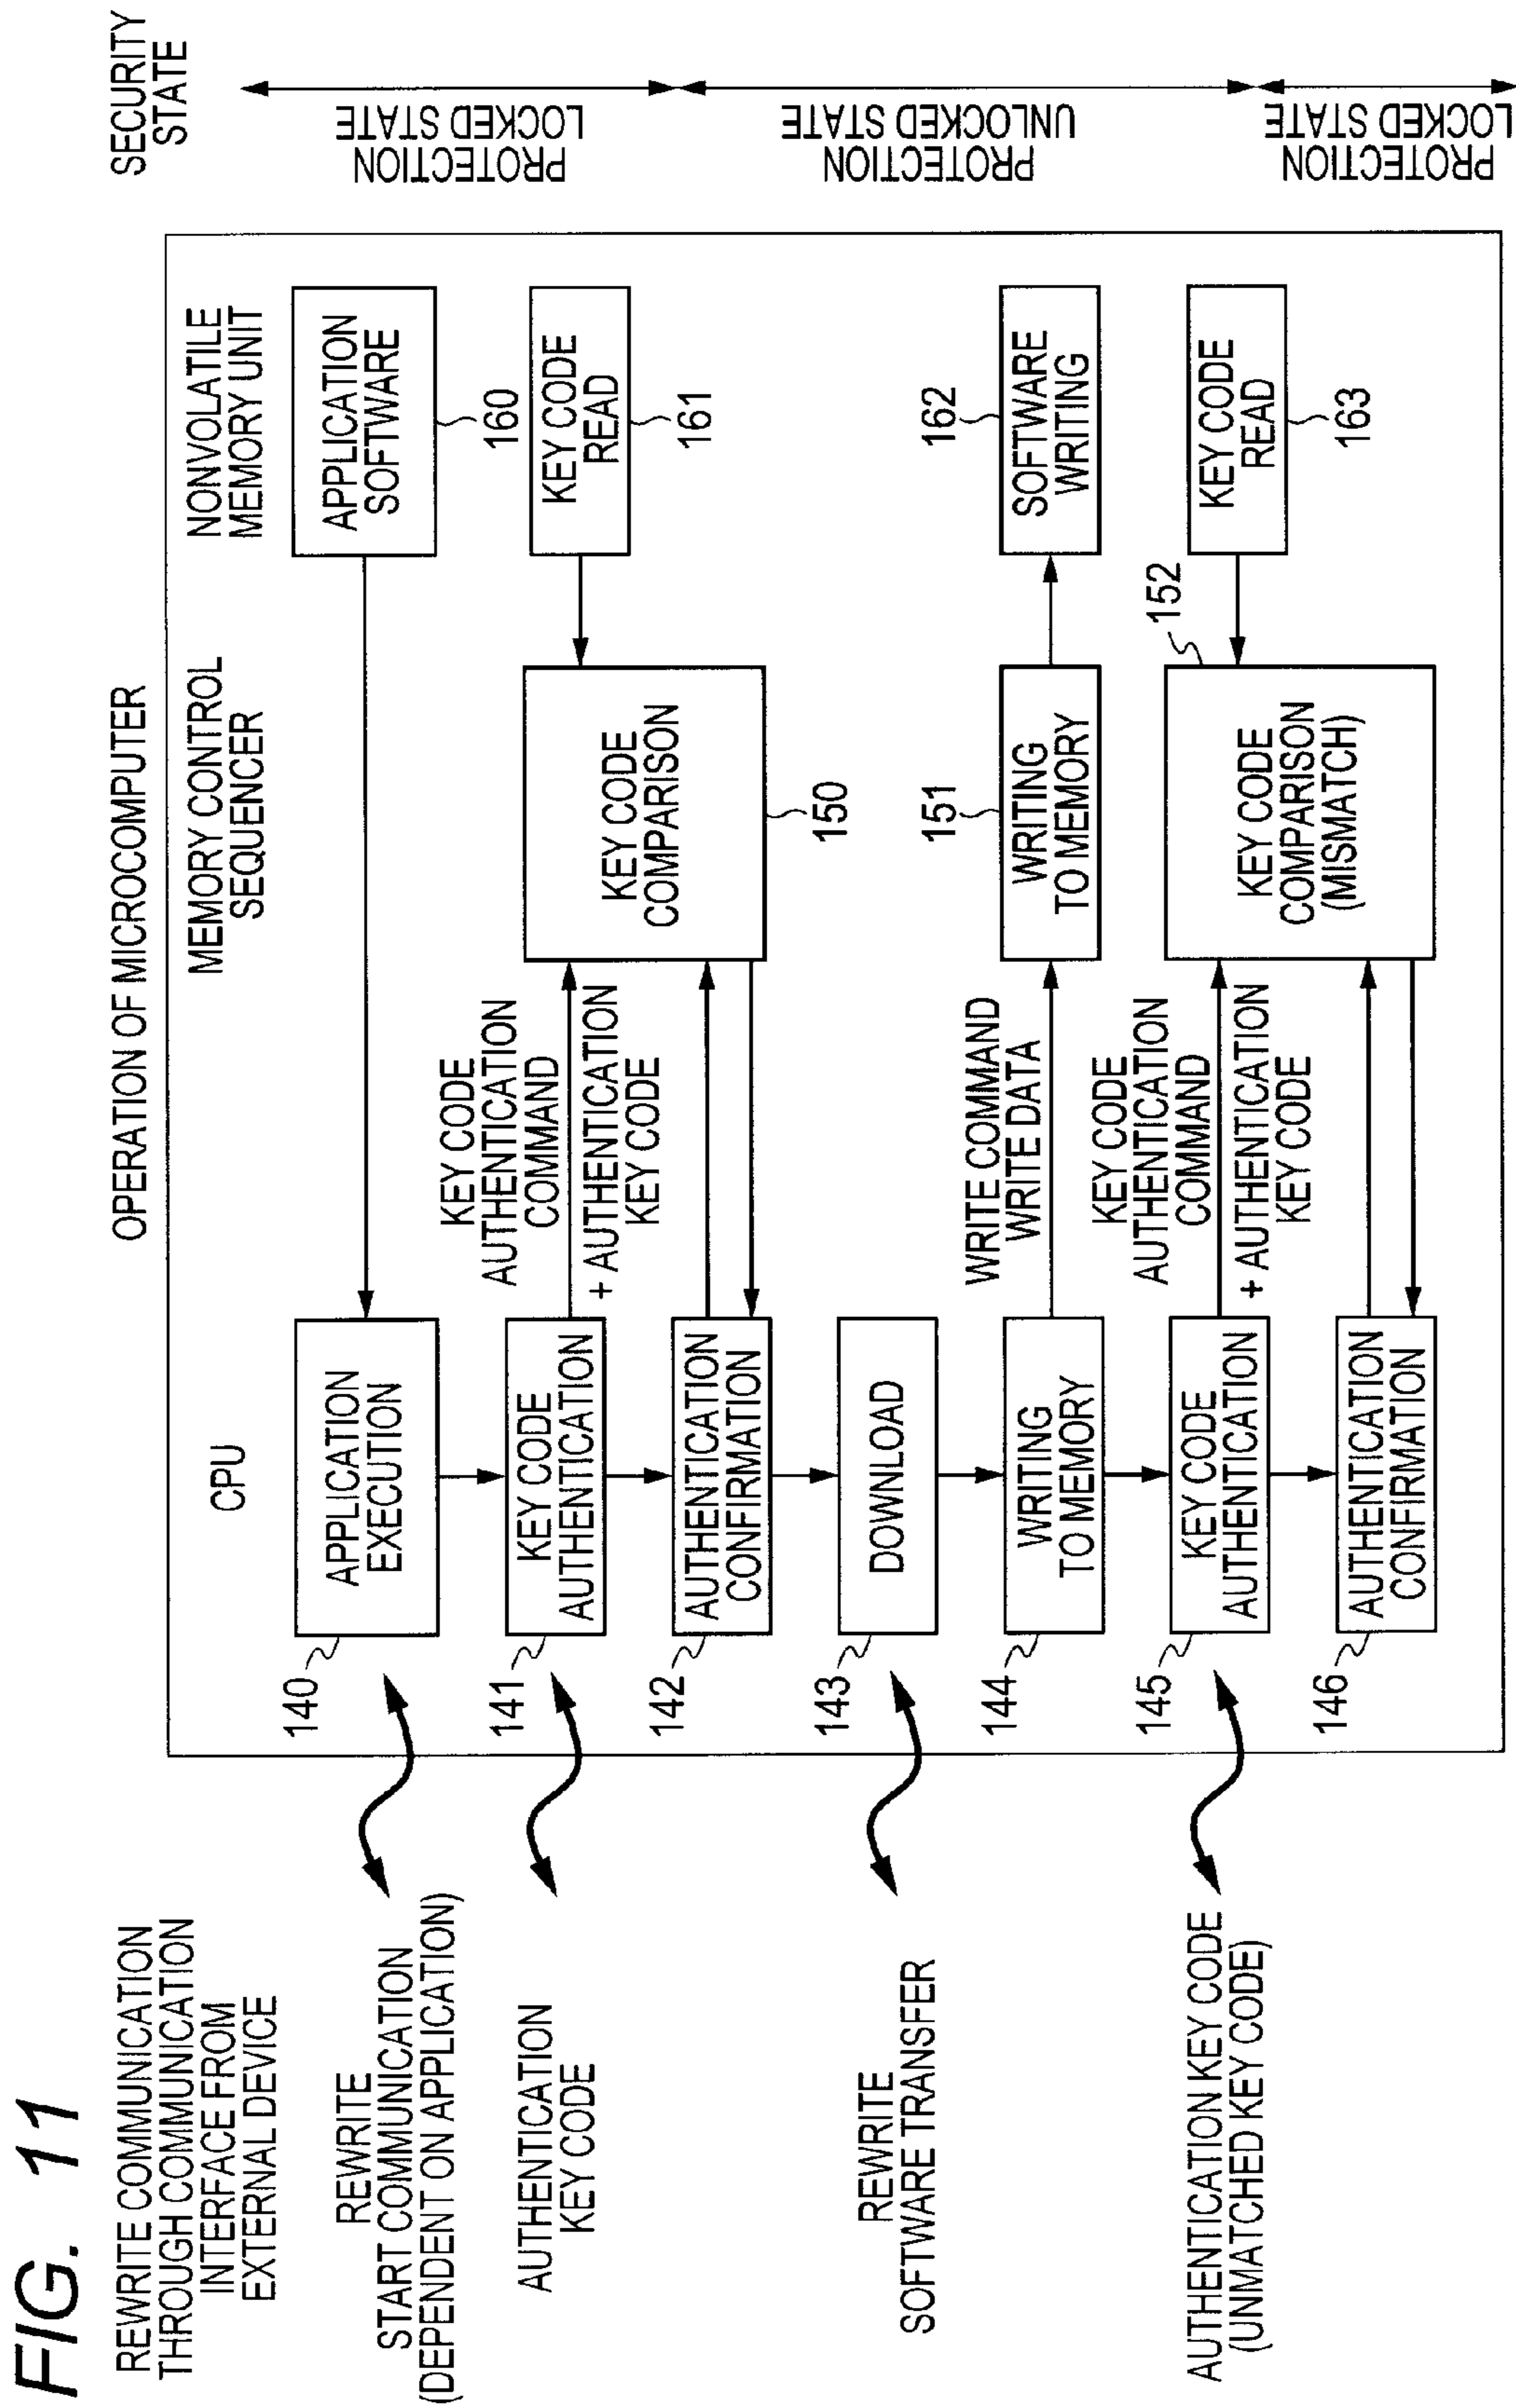 FIG. 11
REWRITE COMMUNICATION
THROUGH COMMUNICATION
INTERFACE FROM
EXTERNAL DEVICE
OPERATION OF MICROCOMPUTER
SECURITY
STATE
CPU
MEMORY CONTROL
SEQUENCER
NONVOLATILE
MEMORY UNIT
REWRITE
START COMMUNICATION
(DEPENDENT ON APPLICATION)
140
APPLICATION
EXECUTION
APPLICATION
SOFTWARE
160
PROTECTION
LOCKED STATE
AUTHENTICATION
KEY CODE
141
KEY CODE
AUTHENTICATION
KEY CODE
AUTHENTICATION
COMMAND
+ AUTHENTICATION
KEY CODE
KEY CODE
COMPARISON
150
KEY CODE
READ
161
142
AUTHENTICATION
CONFIRMATION
REWRITE
SOFTWARE TRANSFER
143
DOWNLOAD
PROTECTION
UNLOCKED STATE
144
WRITING
TO MEMORY
WRITE COMMAND
WRITE DATA
151
WRITING
TO MEMORY
162
SOFTWARE
WRITING
AUTHENTICATION KEY CODE
(UNMATCHED KEY CODE)
145
KEY CODE
AUTHENTICATION
KEY CODE
AUTHENTICATION
COMMAND
+ AUTHENTICATION
KEY CODE
152
KEY CODE
COMPARISON
(MISMATCH)
KEY CODE
READ
163
146
AUTHENTICATION
CONFIRMATION
PROTECTION
LOCKED STATE